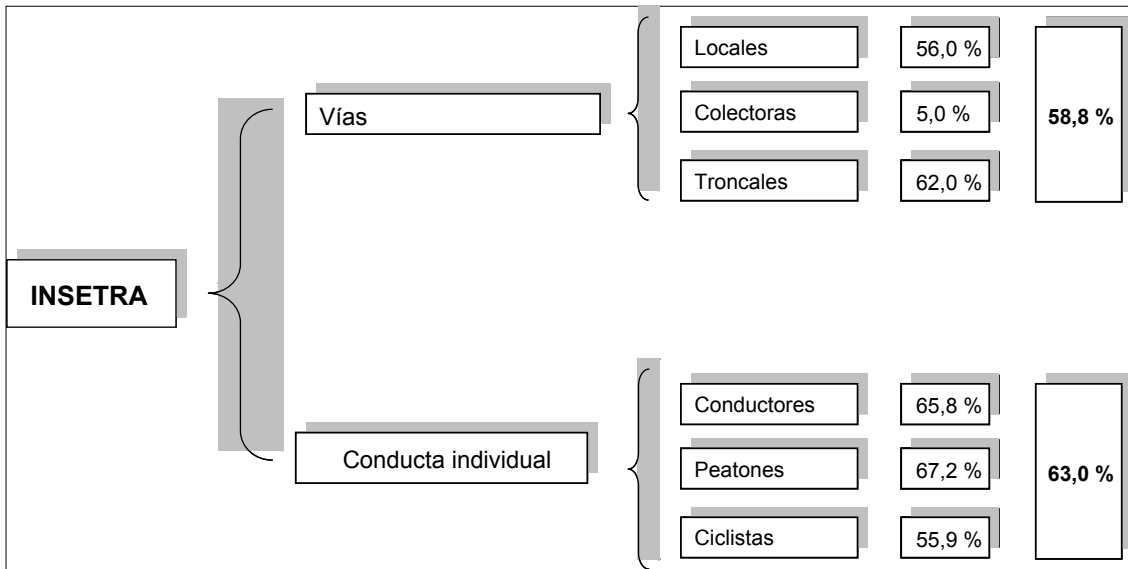 Locales 56,0 %
Vías Colectoras 5,0 % 58,8 %
Troncales 62,0 %
INSETRA
Conductores 65,8 %
Conducta individual Peatones 67,2 % 63,0 %
Ciclistas 55,9 %